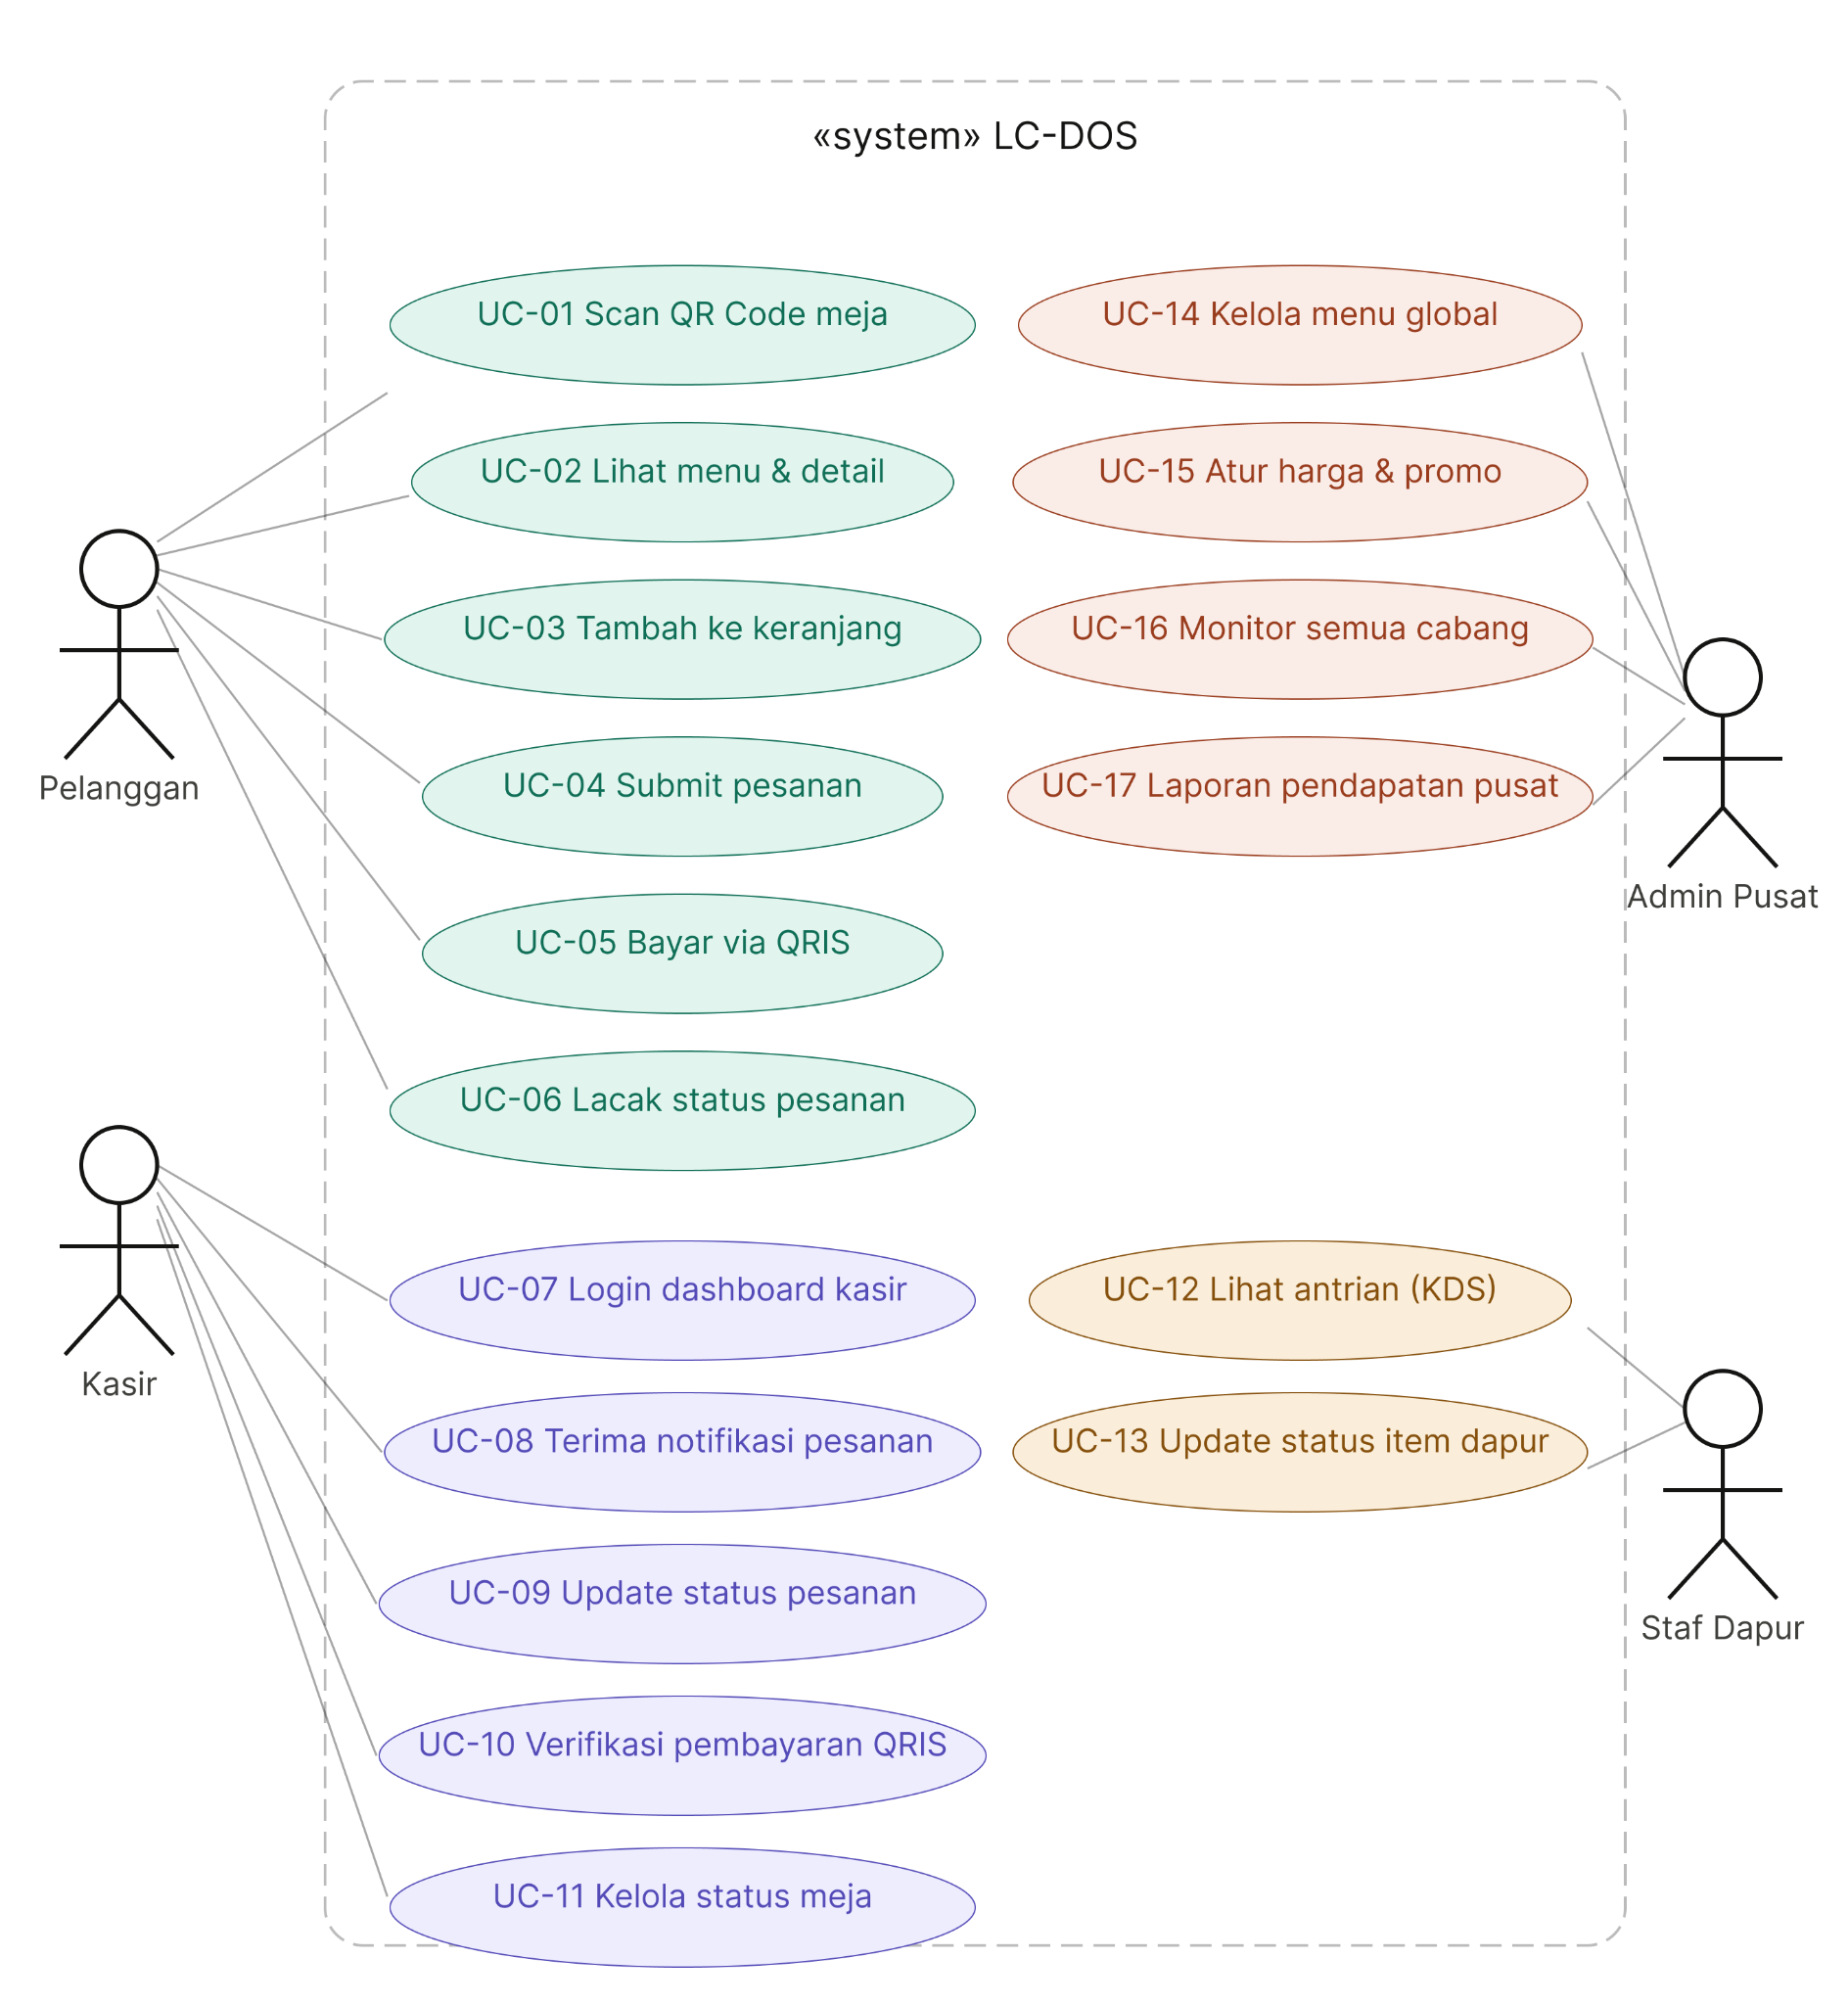 «system» LC-DOS
UC-01 Scan QR Code meja
UC-02 Lihat menu & detail
UC-03 Tambah ke keranjang
UC-04 Submit pesanan
UC-05 Bayar via QRIS
UC-06 Lacak status pesanan
Pelanggan
UC-14 Kelola menu global
UC-15 Atur harga & promo
UC-16 Monitor semua cabang
UC-17 Laporan pendapatan pusat
Admin Pusat
Kasir
UC-07 Login dashboard kasir
UC-08 Terima notifikasi pesanan
UC-09 Update status pesanan
UC-10 Verifikasi pembayaran QRIS
UC-11 Kelola status meja
UC-12 Lihat antrian (KDS)
UC-13 Update status item dapur
Staf Dapur